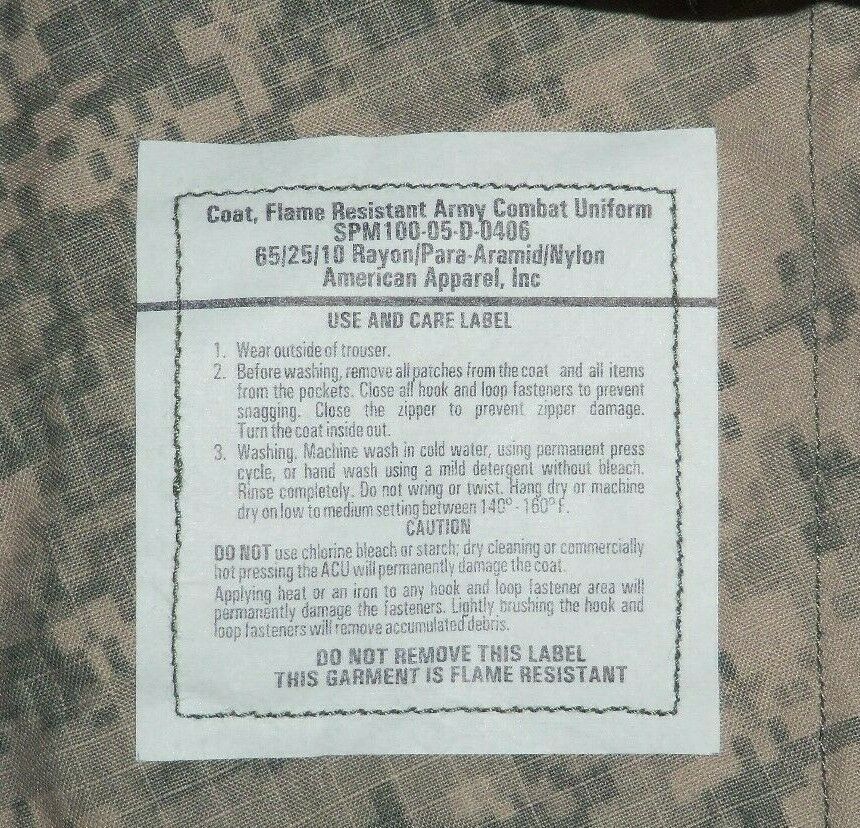 Coat, Flame Resistant Army Combat Uniform
SPM100-05-D-0406
65/25/10 Rayon/Para-Aramid/Nylon
American Apparel, Inc
USE AND CARE LABEL
1. Wear outside of trouser.
2. Before washing, remove all patches from the coat and all items
from the pockets. Close all hook and loop fasteners to prevent
snagging. Close the zipper to prevent zipper damage.
Turn the coat inside out.
3. Washing. Machine wash in cold water, using permanent press
cycle, or hand wash using a mild detergent without bleach.
Rinse completely. Do not wring or twist. Hang dry or machine
dry on low to medium setting between 140° - 160° F.
CAUTION
DO NOT use chlorine bleach or starch; dry cleaning or commercially
hot pressing the ACU will permanently damage the coat.
Applying heat or an iron to any hook and loop fastener area will
permanently damage the fasteners. Lightly brushing the hook and
loop fasteners will remove accumulated debris.
DO NOT REMOVE THIS LABEL
THIS GARMENT IS FLAME RESISTANT